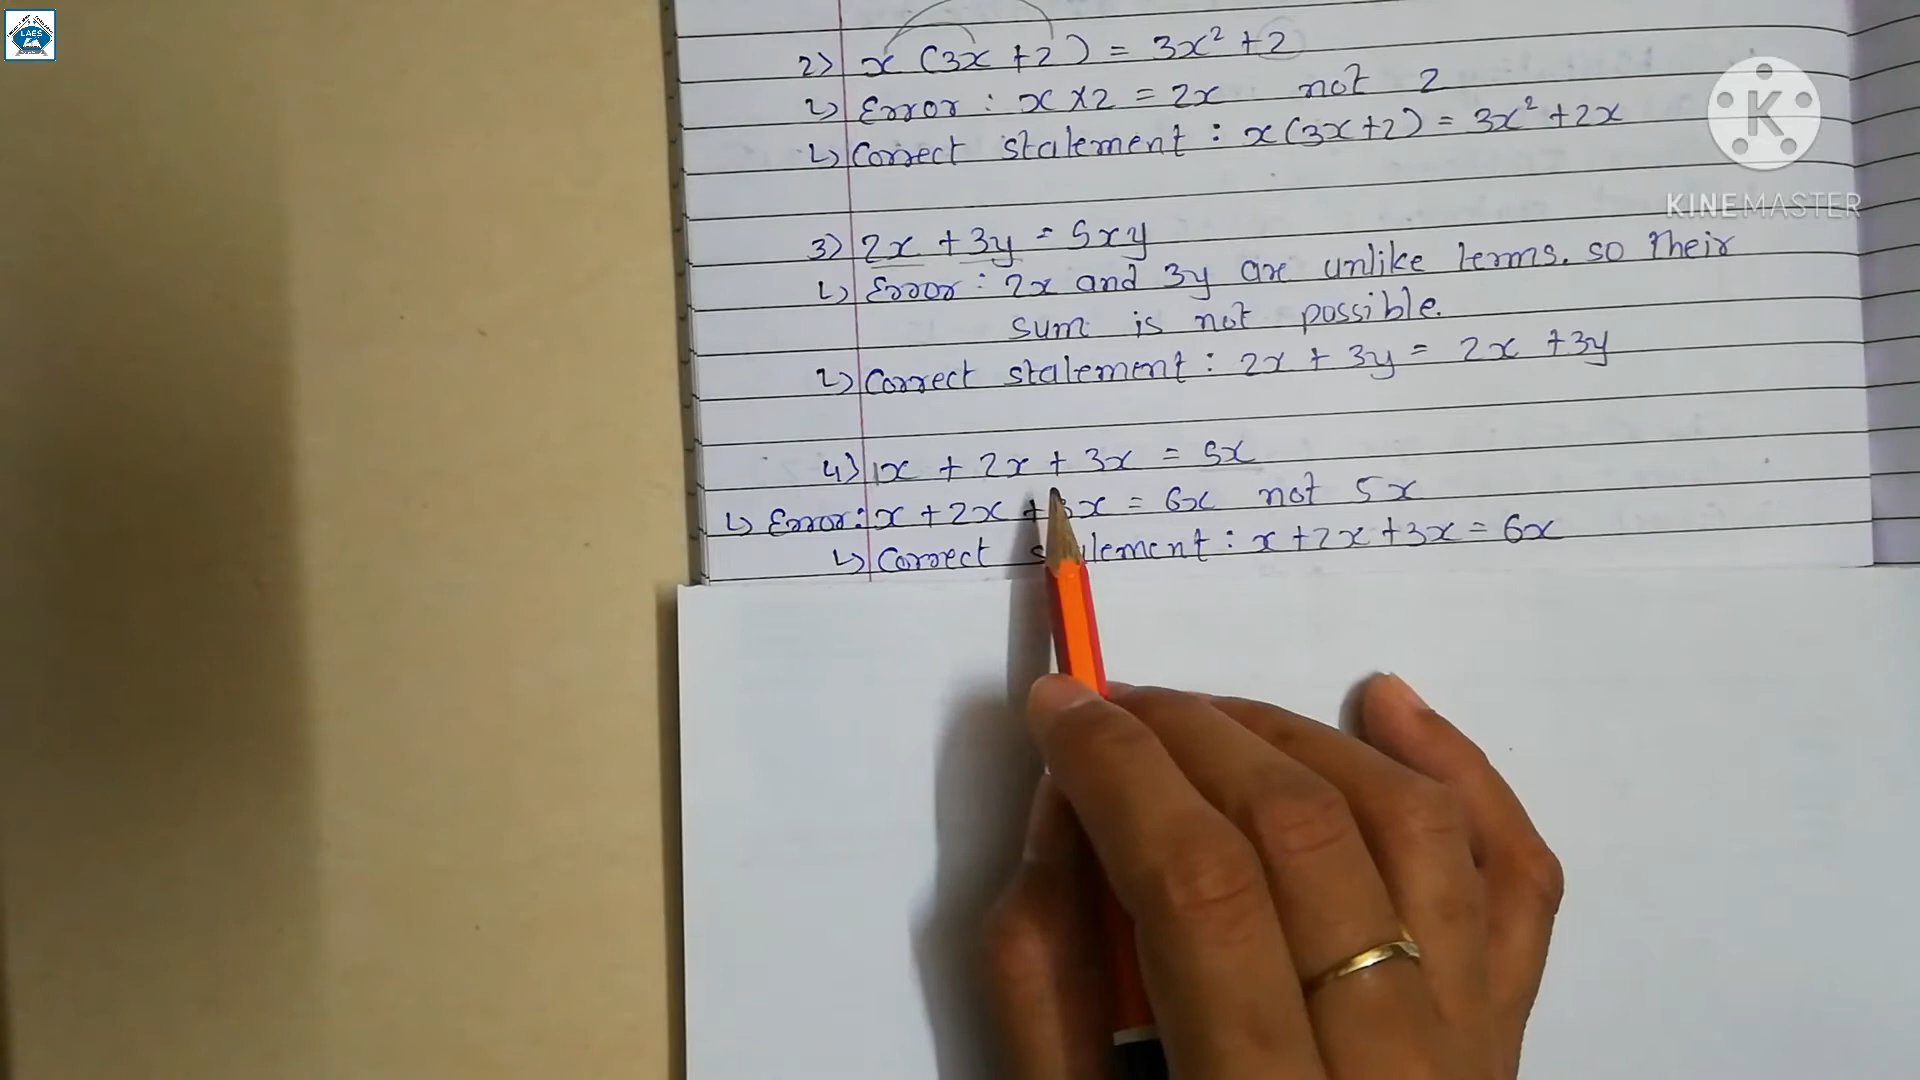 LAES
2) x (3x + 2) = 3x² + 2
↳ Error : x × 2 = 2x not 2
↳ Correct statement : x(3x+2) = 3x² + 2x
KINEMASTER
3) 2x + 3y = 5xy
↳ Error : 2x and 3y are unlike terms. so their
sum is not possible.
↳ Correct statement : 2x + 3y = 2x + 3y
4) 1x + 2x + 3x = 5x
↳ Error : x + 2x + 3x = 6x not 5x
↳ Correct statement : x + 2x + 3x = 6x